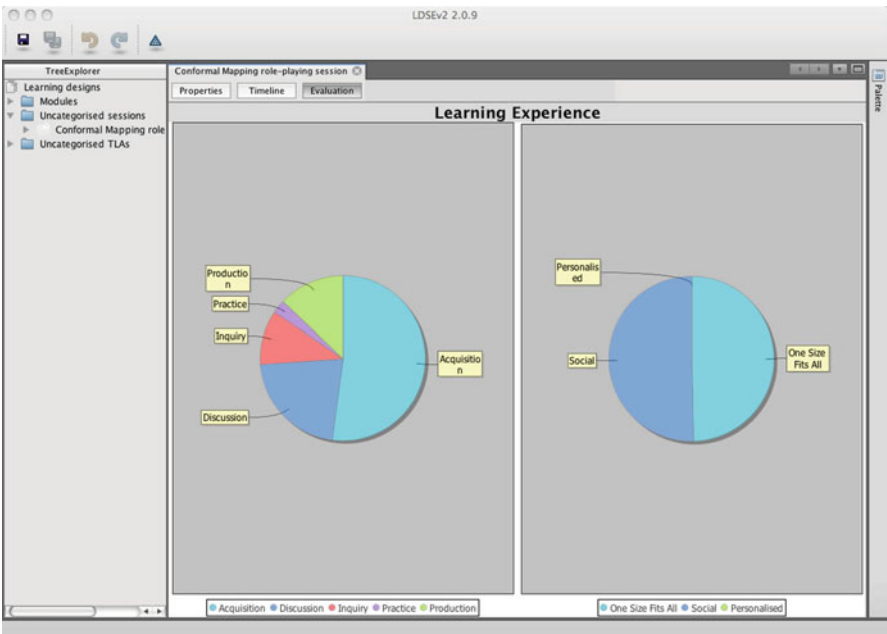 LDSEv2 2.0.9
TreeExplorer
Learning designs
Modules
Uncategorised sessions
Conformal Mapping role
Uncategorised TLAs
Conformal Mapping role-playing session
Properties
Timeline
Evaluation
Palette
Learning Experience
Productio
n
Practice
Inquiry
Discussion
Acquisitio
n
Acquisition Discussion Inquiry Practice Production
Personalis
ed
Social
One Size
Fits All
One Size Fits All Social Personalised